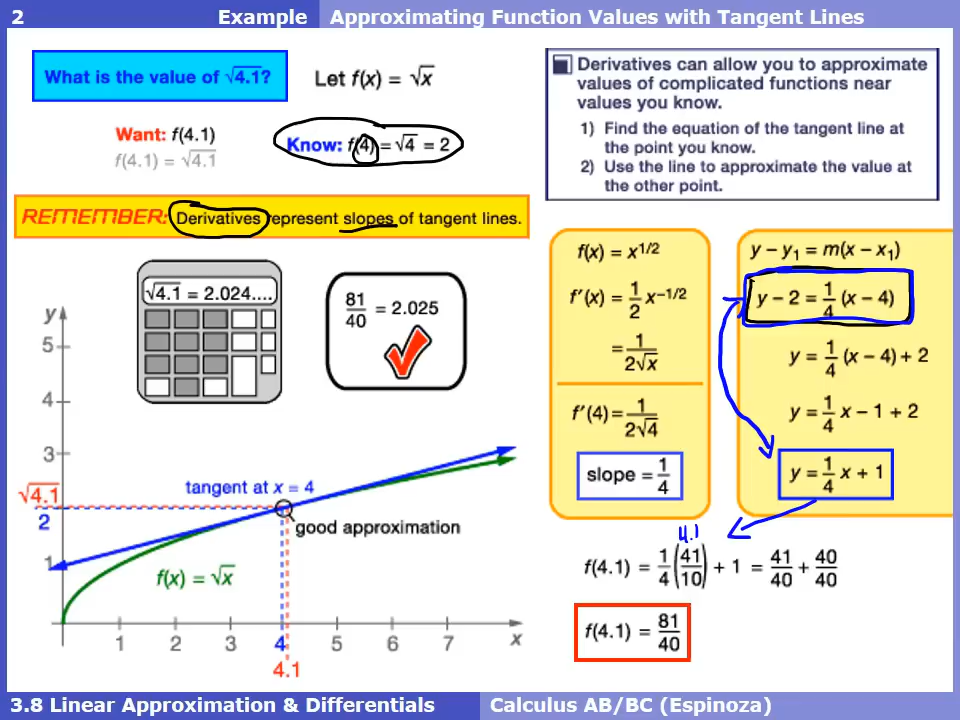 2 Example Approximating Function Values with Tangent Lines
What is the value of √4.1?
Let f(x) = √x
Want: f(4.1)
f(4.1) = √4.1
Know: f(4) = √4 = 2
REMEMBER: Derivatives represent slopes of tangent lines.
Derivatives can allow you to approximate
values of complicated functions near
values you know.
1) Find the equation of the tangent line at
the point you know.
2) Use the line to approximate the value at
the other point.
√4.1 = 2.024....
81/40 = 2.025
f(x) = x^1/2
f'(x) = 1/2 x^−1/2
= 1/2√x
f'(4) = 1/2√4
slope = 1/4
y − y₁ = m(x − x₁)
y − 2 = 1/4 (x − 4)
y = 1/4 (x − 4) + 2
y = 1/4 x − 1 + 2
y = 1/4 x + 1
4.1
f(4.1) = 1/4 (41/10) + 1 = 41/40 + 40/40
f(4.1) = 81/40
y
5
4
3
√4.1
2
1
tangent at x = 4
good approximation
f(x) = √x
1 2 3 4 5 6 7 x
4.1
3.8 Linear Approximation & Differentials Calculus AB/BC (Espinoza)